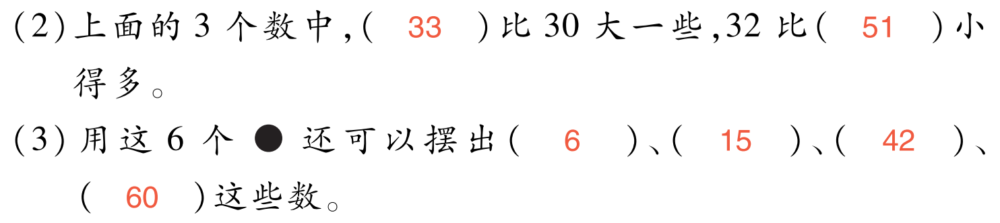 (2)上面的 3 个数中,( 33 )比 30 大一些,32 比( 51 )小
得多。
(3)用这 6 个 ● 还可以摆出( 6 )、( 15 )、( 42 )、
( 60 )这些数。